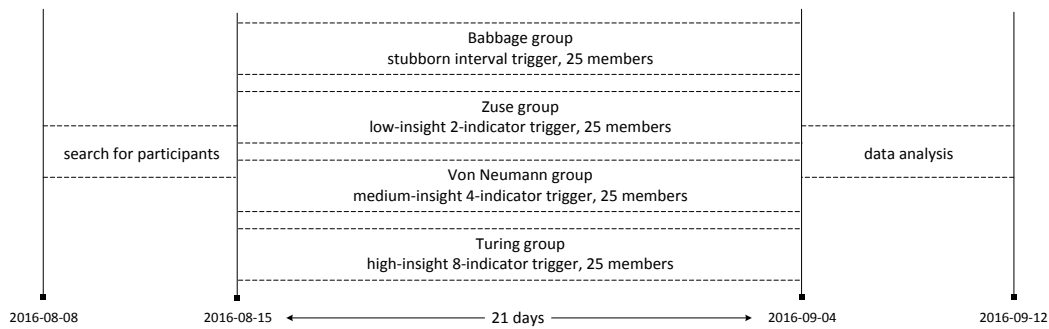 Babbage group
stubborn interval trigger, 25 members
Zuse group
low-insight 2-indicator trigger, 25 members
search for participants
data analysis
Von Neumann group
medium-insight 4-indicator trigger, 25 members
Turing group
high-insight 8-indicator trigger, 25 members
2016-08-08
2016-08-15
21 days
2016-09-04
2016-09-12